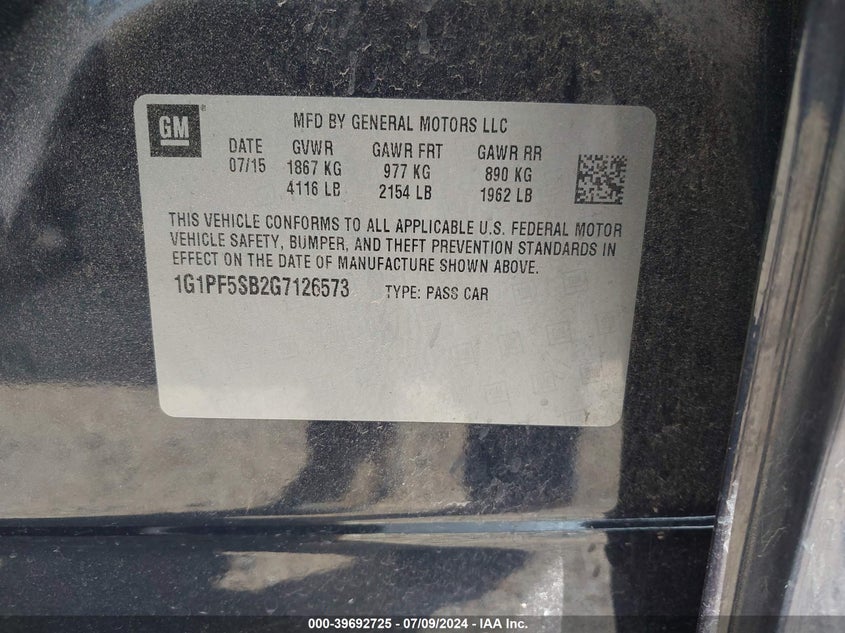 GM
MFD BY GENERAL MOTORS LLC
DATE GVWR GAWR FRT GAWR RR
07/15 1867 KG 977 KG 890 KG
4116 LB 2154 LB 1962 LB
THIS VEHICLE CONFORMS TO ALL APPLICABLE U.S. FEDERAL MOTOR
VEHICLE SAFETY, BUMPER, AND THEFT PREVENTION STANDARDS IN
EFFECT ON THE DATE OF MANUFACTURE SHOWN ABOVE.
1G1PF5SB2G7126573 TYPE: PASS CAR
000-39692725 / 07/09/2024 - IAA Inc.